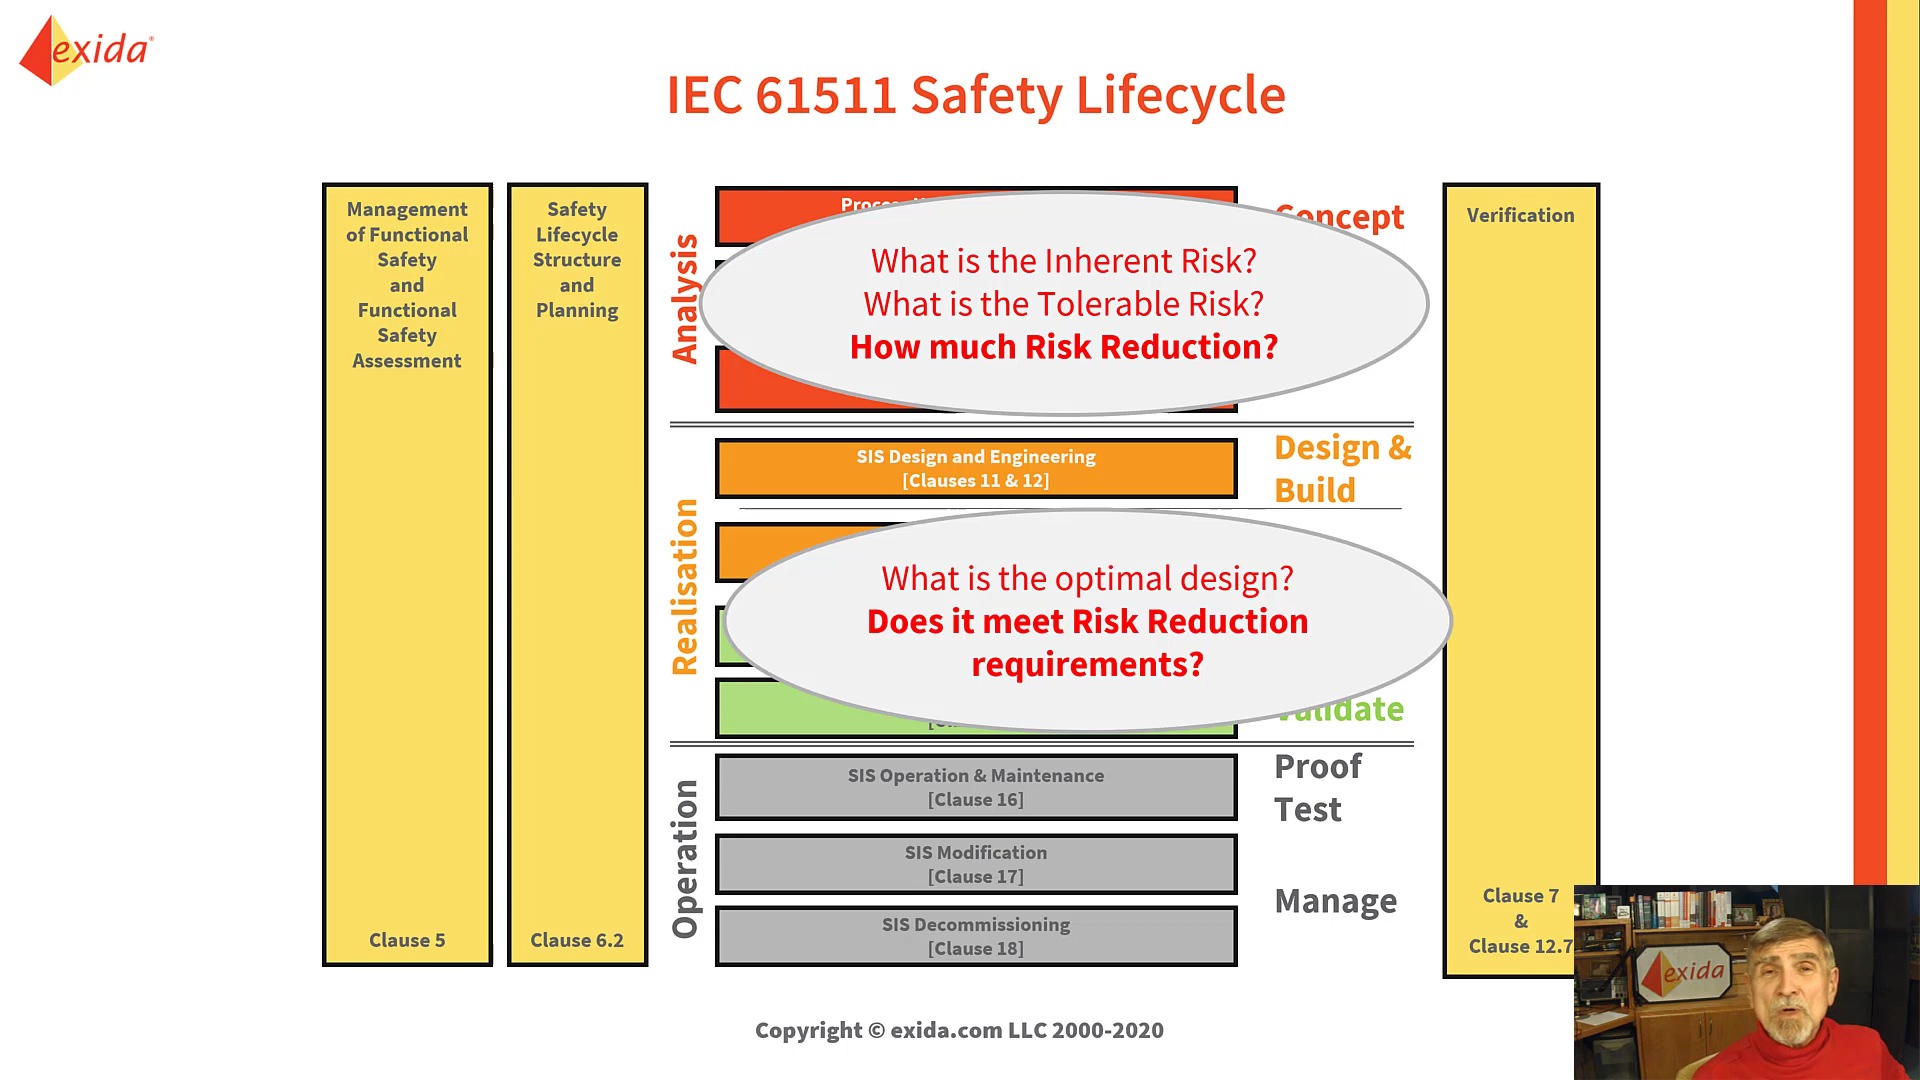 exida
IEC 61511 Safety Lifecycle
Management
of Functional
Safety
and
Functional
Safety
Assessment
Clause 5
Safety
Lifecycle
Structure
and
Planning
Clause 6.2
Analysis
What is the Inherent Risk?
What is the Tolerable Risk?
How much Risk Reduction?
Concept
Realisation
SIS Design and Engineering
[Clauses 11 & 12]
Design &
Build
What is the optimal design?
Does it meet Risk Reduction
requirements?
Validate
Operation
SIS Operation & Maintenance
[Clause 16]
Proof
Test
SIS Modification
[Clause 17]
Manage
SIS Decommissioning
[Clause 18]
Verification
Clause 7
&
Clause 12.7
exida
Copyright © exida.com LLC 2000-2020